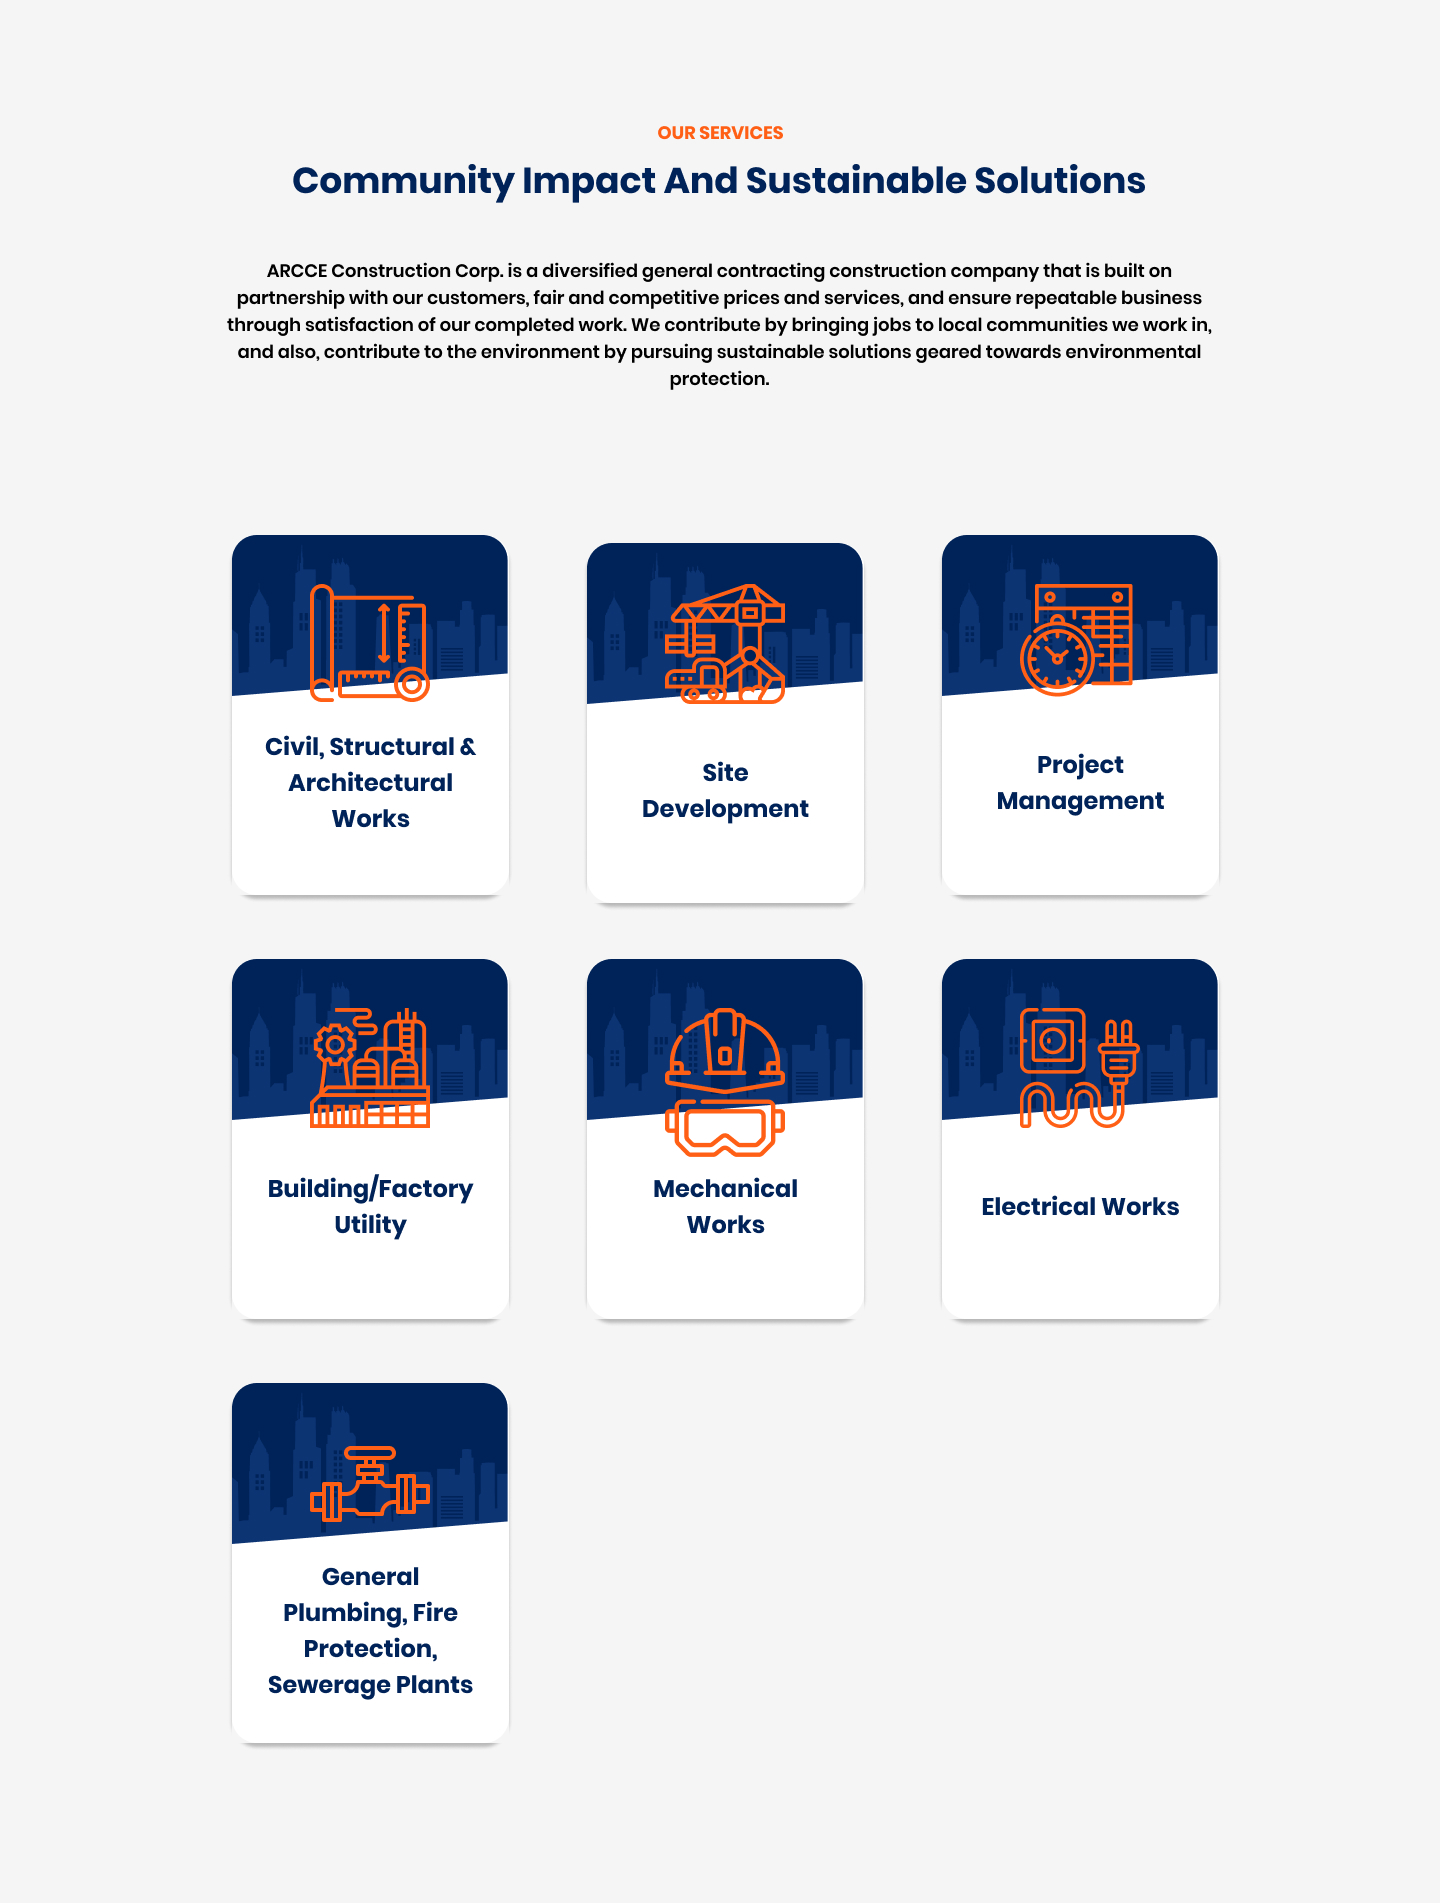 OUR SERVICES
Community Impact And Sustainable Solutions
ARCCE Construction Corp. is a diversified general contracting construction company that is built on
partnership with our customers, fair and competitive prices and services, and ensure repeatable business
through satisfaction of our completed work. We contribute by bringing jobs to local communities we work in,
and also, contribute to the environment by pursuing sustainable solutions geared towards environmental
protection.
Civil, Structural &
Architectural
Works
Site
Development
Project
Management
Building/Factory
Utility
Mechanical
Works
Electrical Works
General
Plumbing, Fire
Protection,
Sewerage Plants